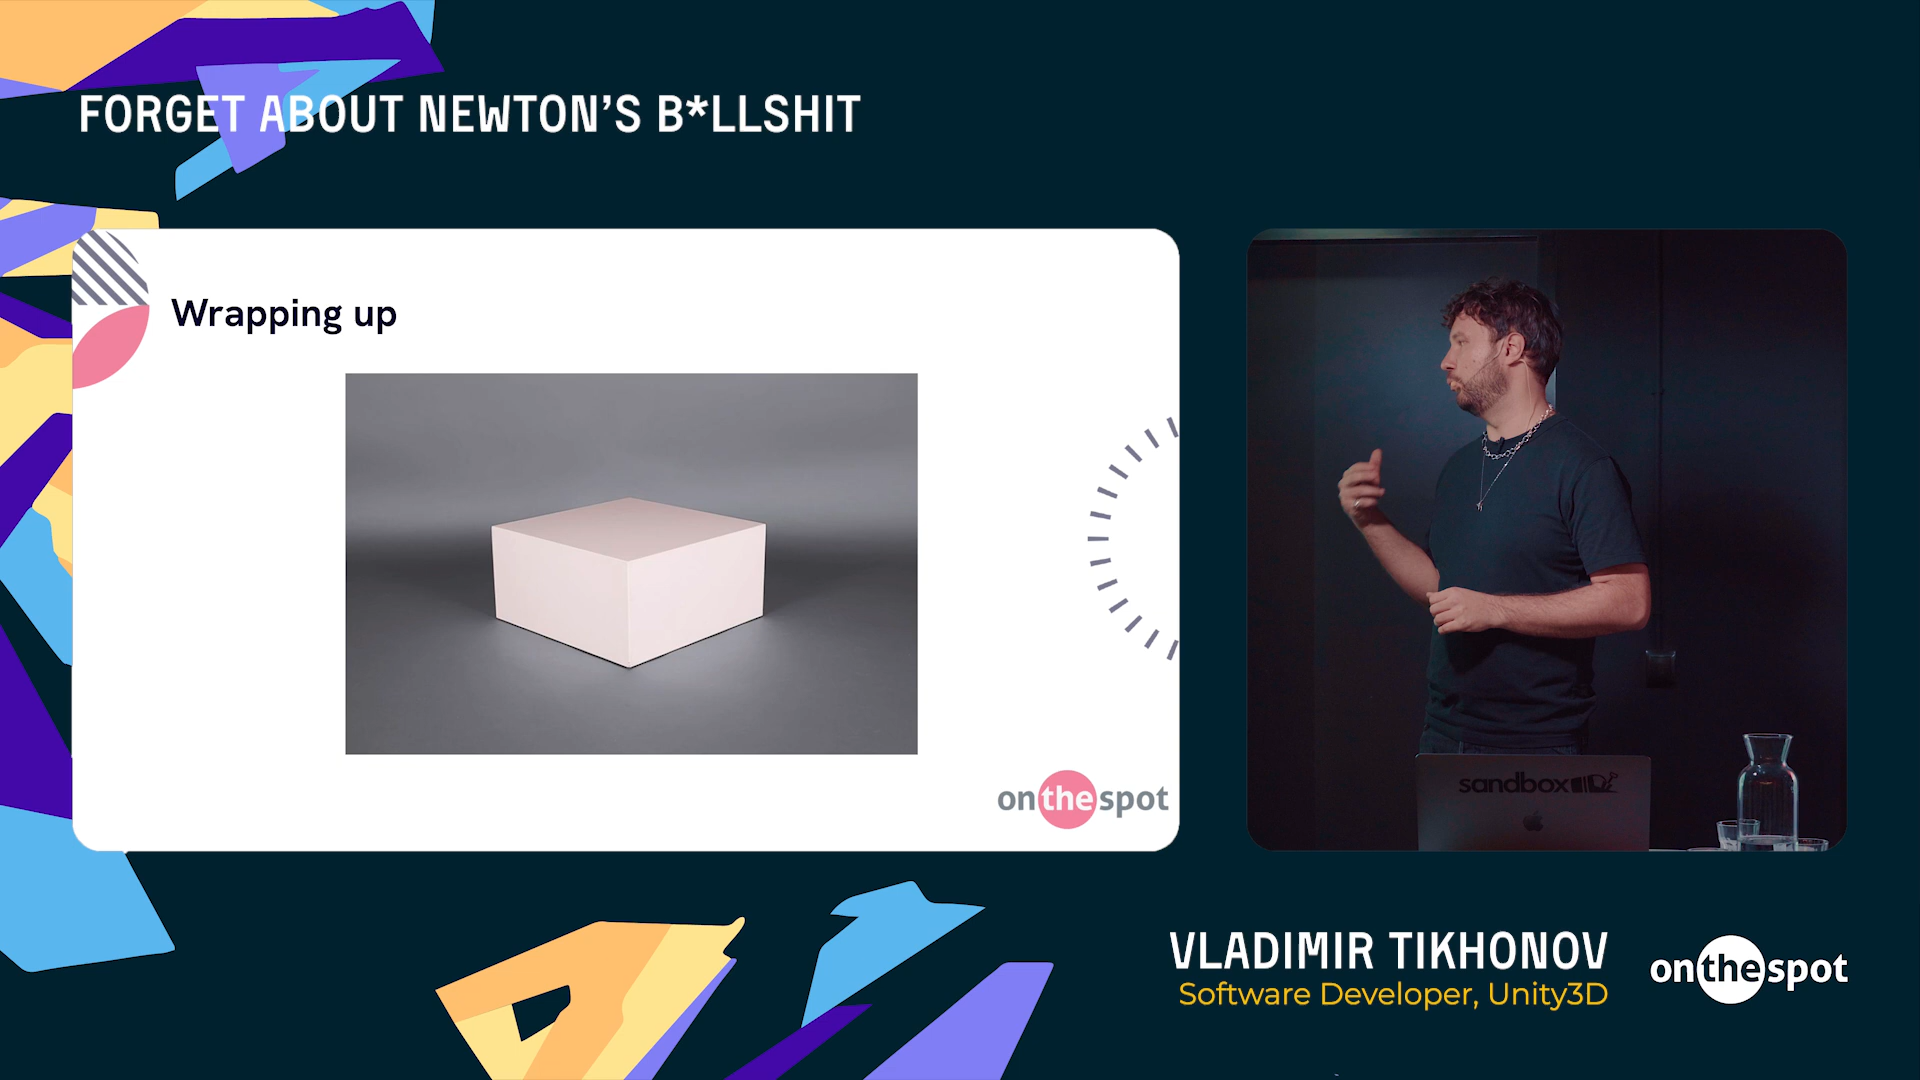 FORGET ABOUT NEWTON'S B*LLSHIT
Wrapping up
onthespot
sandbox
VLADIMIR TIKHONOV
Software Developer, Unity3D
onthespot